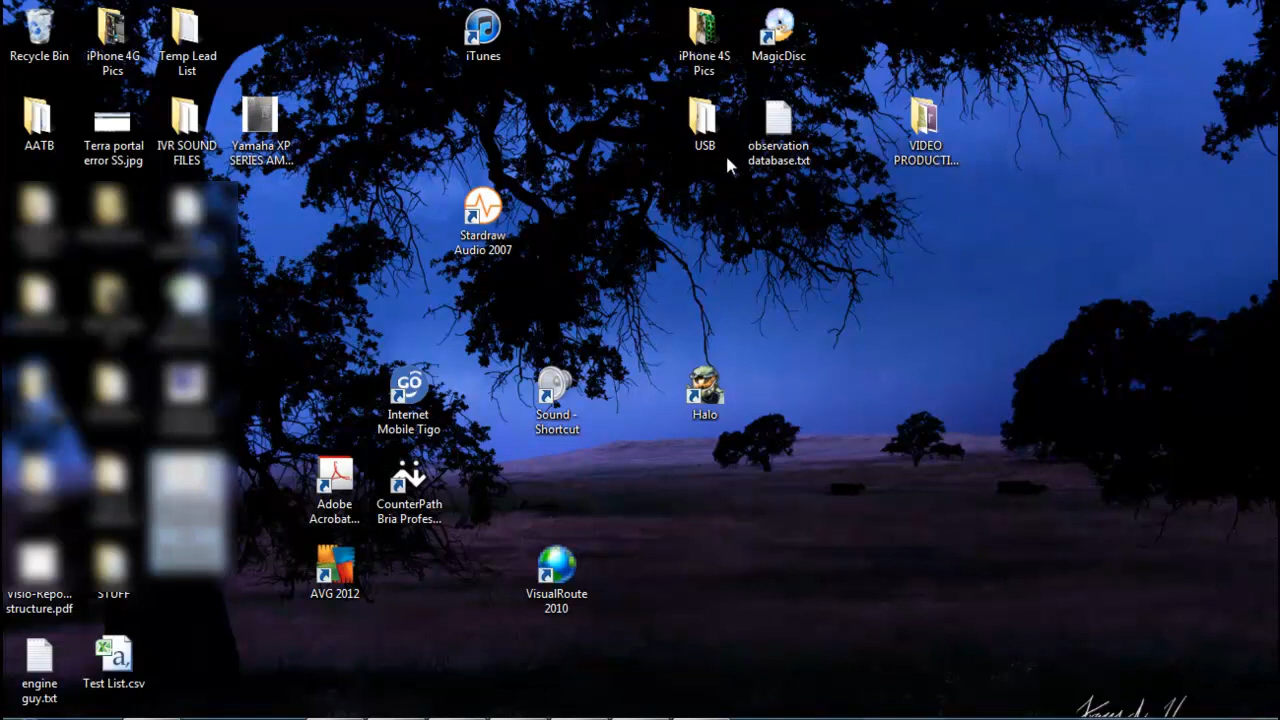 Recycle Bin
iPhone 4G
Pics
Temp Lead
List
iTunes
iPhone 4S
Pics
MagicDisc
AATB
Terra portal
error SS.jpg
IVR SOUND
FILES
Yamaha XP
SERIES AM...
USB
observation
database.txt
VIDEO
PRODUCTI...
Stardraw
Audio 2007
GO
Internet
Mobile Tigo
Sound -
Shortcut
Halo
Adobe
Acrobat...
CounterPath
Bria Profes...
AVG 2012
VisualRoute
2010
Visio-Repo...
structure.pdf
STUFF
engine
guy.txt
a,
Test List.csv